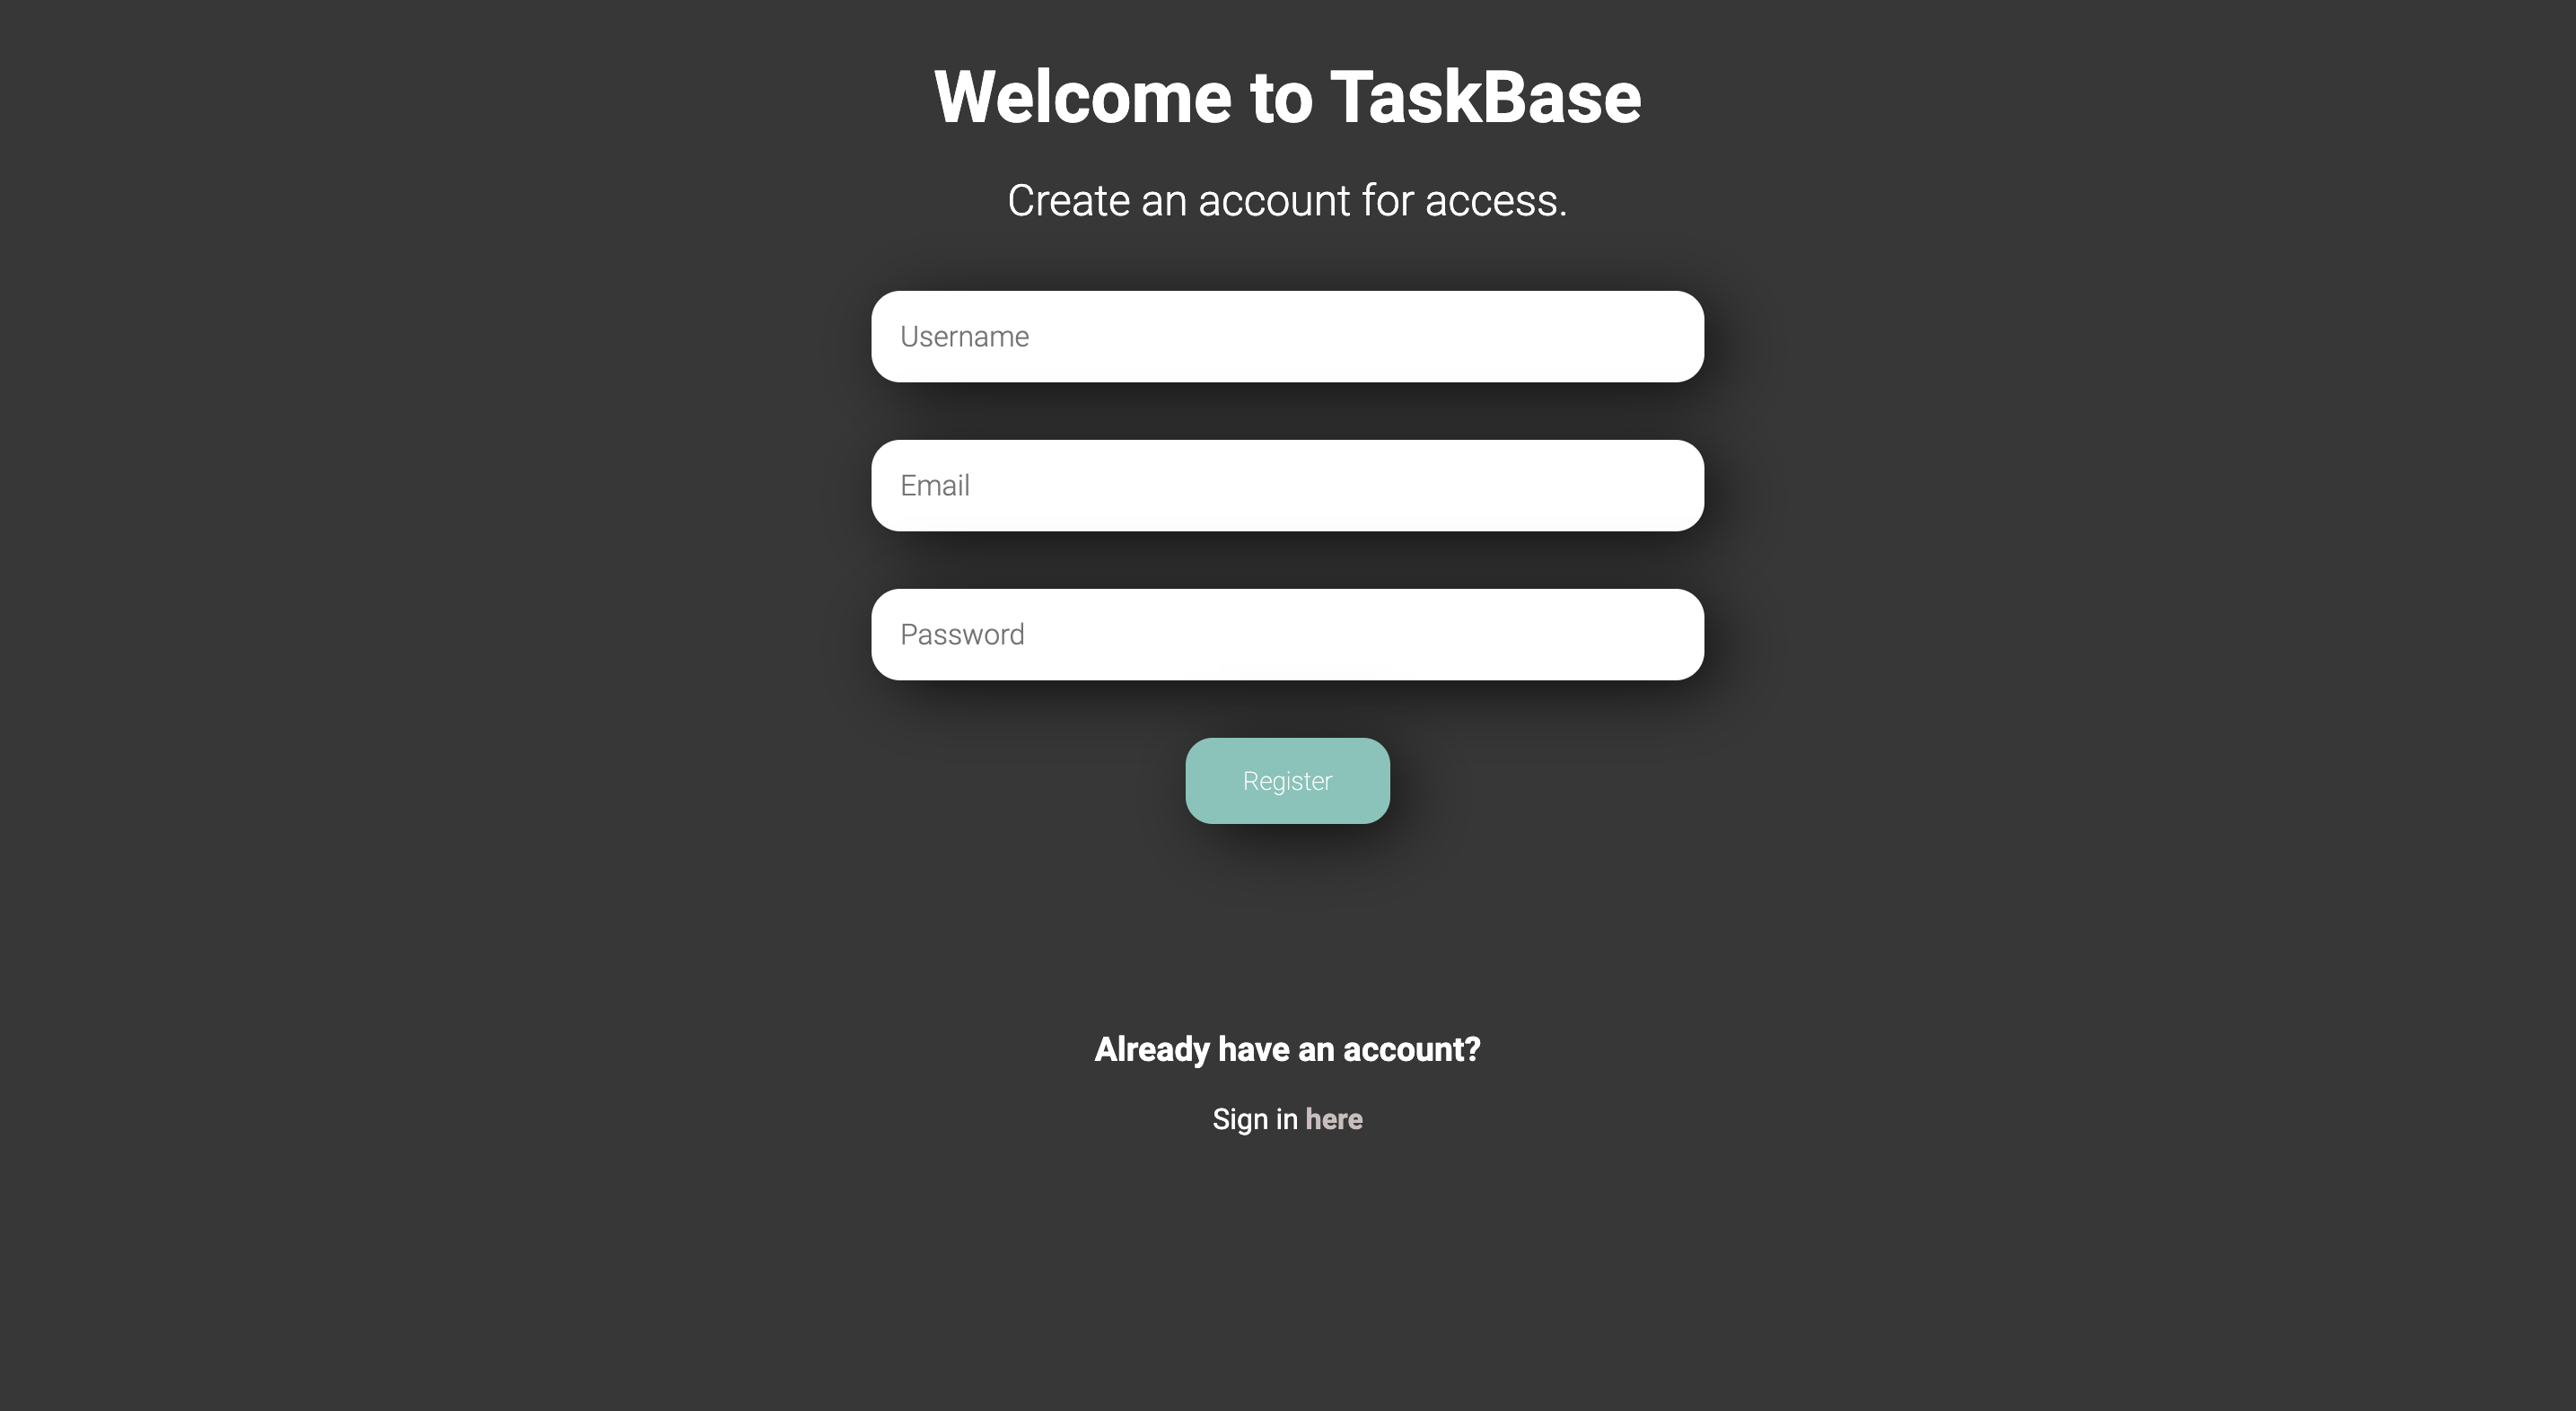 Welcome to TaskBase
Create an account for access.
Username
Email
Password
Register
Already have an account?
Sign in here